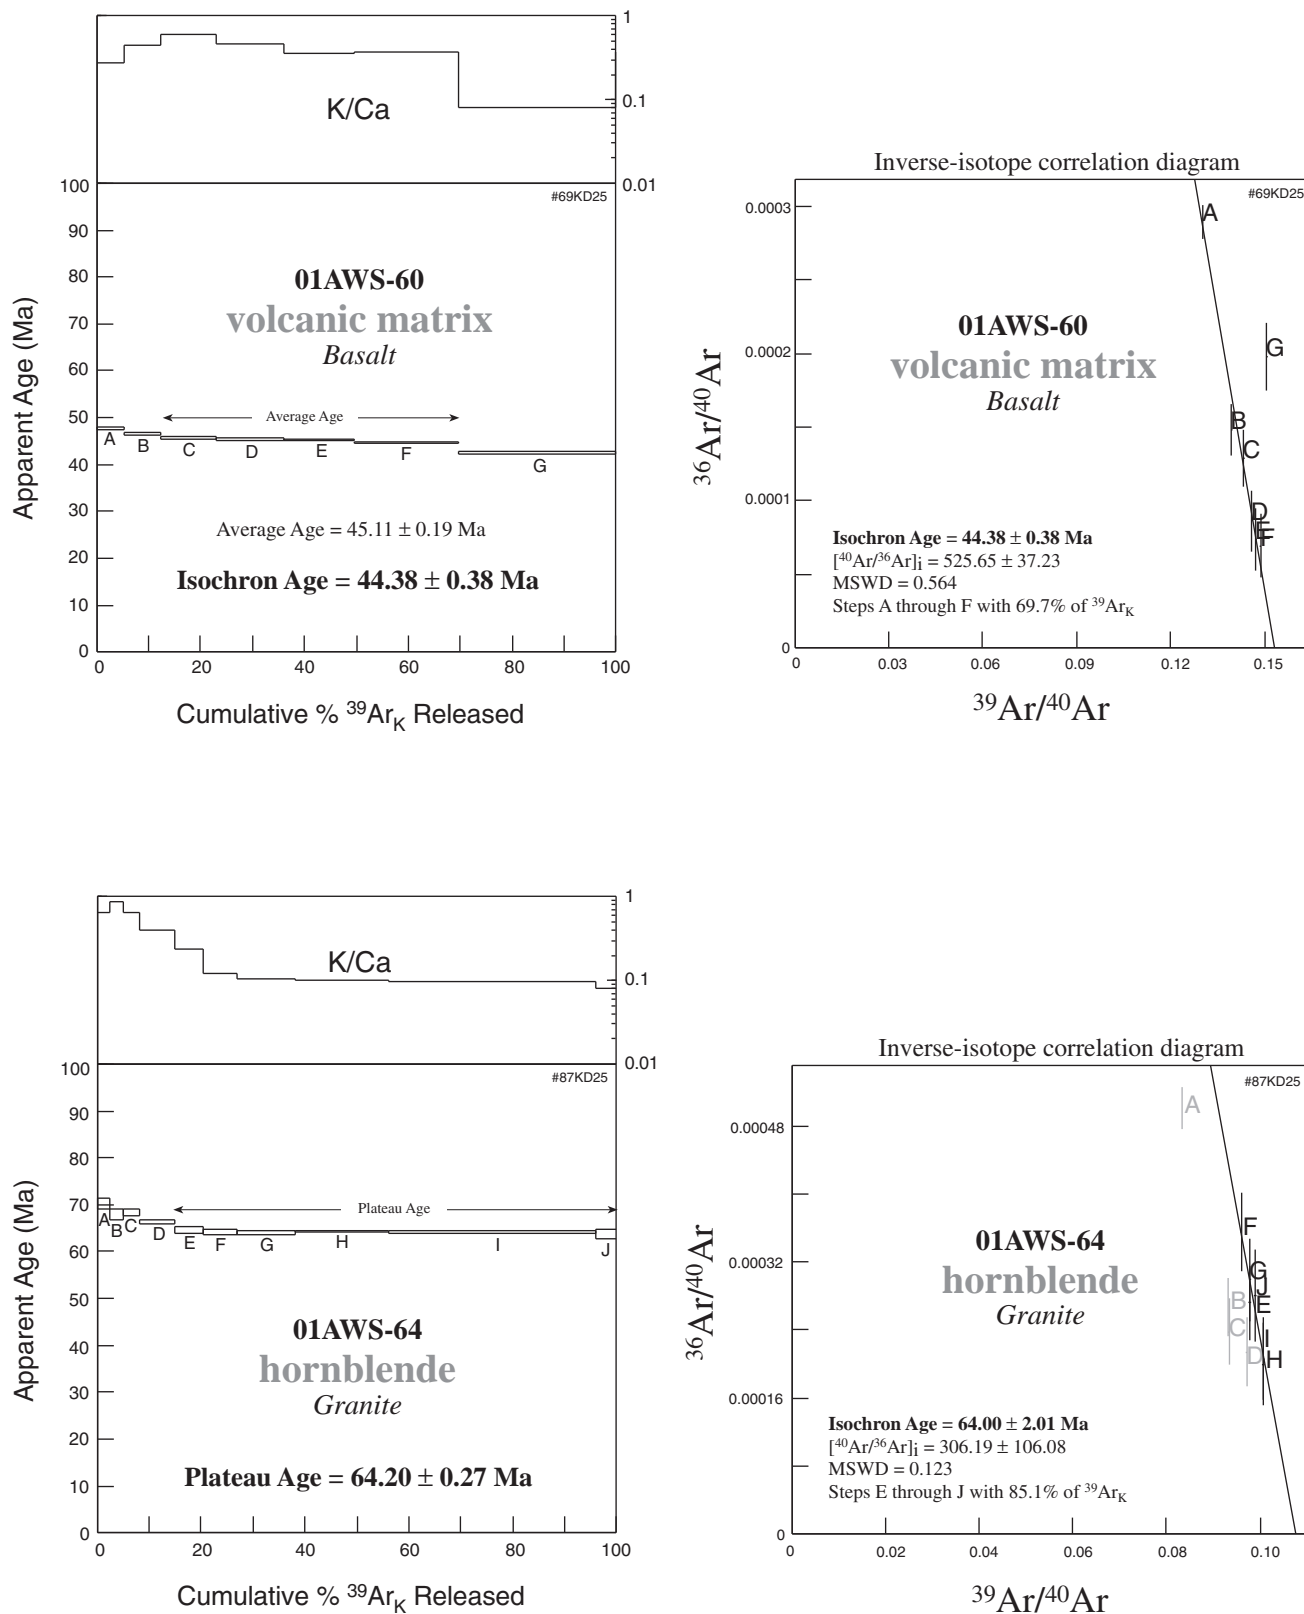 1
K/Ca
0.1
0.01
100
90
80
70
60
50
40
30
20
10
0
Apparent Age (Ma)
#69KD25
01AWS-60
volcanic matrix
Basalt
Average Age
A
B
C
D
E
F
G
Average Age = 45.11 ± 0.19 Ma
Isochron Age = 44.38 ± 0.38 Ma
0
20
40
60
80
100
Cumulative % ³⁹Ar_K Released
Inverse-isotope correlation diagram
#69KD25
0.0003
0.0002
0.0001
0
³⁶Ar/⁴⁰Ar
A
G
B
C
D
E
F
01AWS-60
volcanic matrix
Basalt
Isochron Age = 44.38 ± 0.38 Ma
[⁴⁰Ar/³⁶Ar]i = 525.65 ± 37.23
MSWD = 0.564
Steps A through F with 69.7% of ³⁹Ar_K
0
0.03
0.06
0.09
0.12
0.15
³⁹Ar/⁴⁰Ar
1
K/Ca
0.1
0.01
100
90
80
70
60
50
40
30
20
10
0
Apparent Age (Ma)
#87KD25
Plateau Age
A
B
C
D
E
F
G
H
I
J
01AWS-64
hornblende
Granite
Plateau Age = 64.20 ± 0.27 Ma
0
20
40
60
80
100
Cumulative % ³⁹Ar_K Released
Inverse-isotope correlation diagram
#87KD25
0.00048
0.00032
0.00016
0
³⁶Ar/⁴⁰Ar
A
F
G
J
B
E
C
I
D
H
01AWS-64
hornblende
Granite
Isochron Age = 64.00 ± 2.01 Ma
[⁴⁰Ar/³⁶Ar]i = 306.19 ± 106.08
MSWD = 0.123
Steps E through J with 85.1% of ³⁹Ar_K
0
0.02
0.04
0.06
0.08
0.10
³⁹Ar/⁴⁰Ar